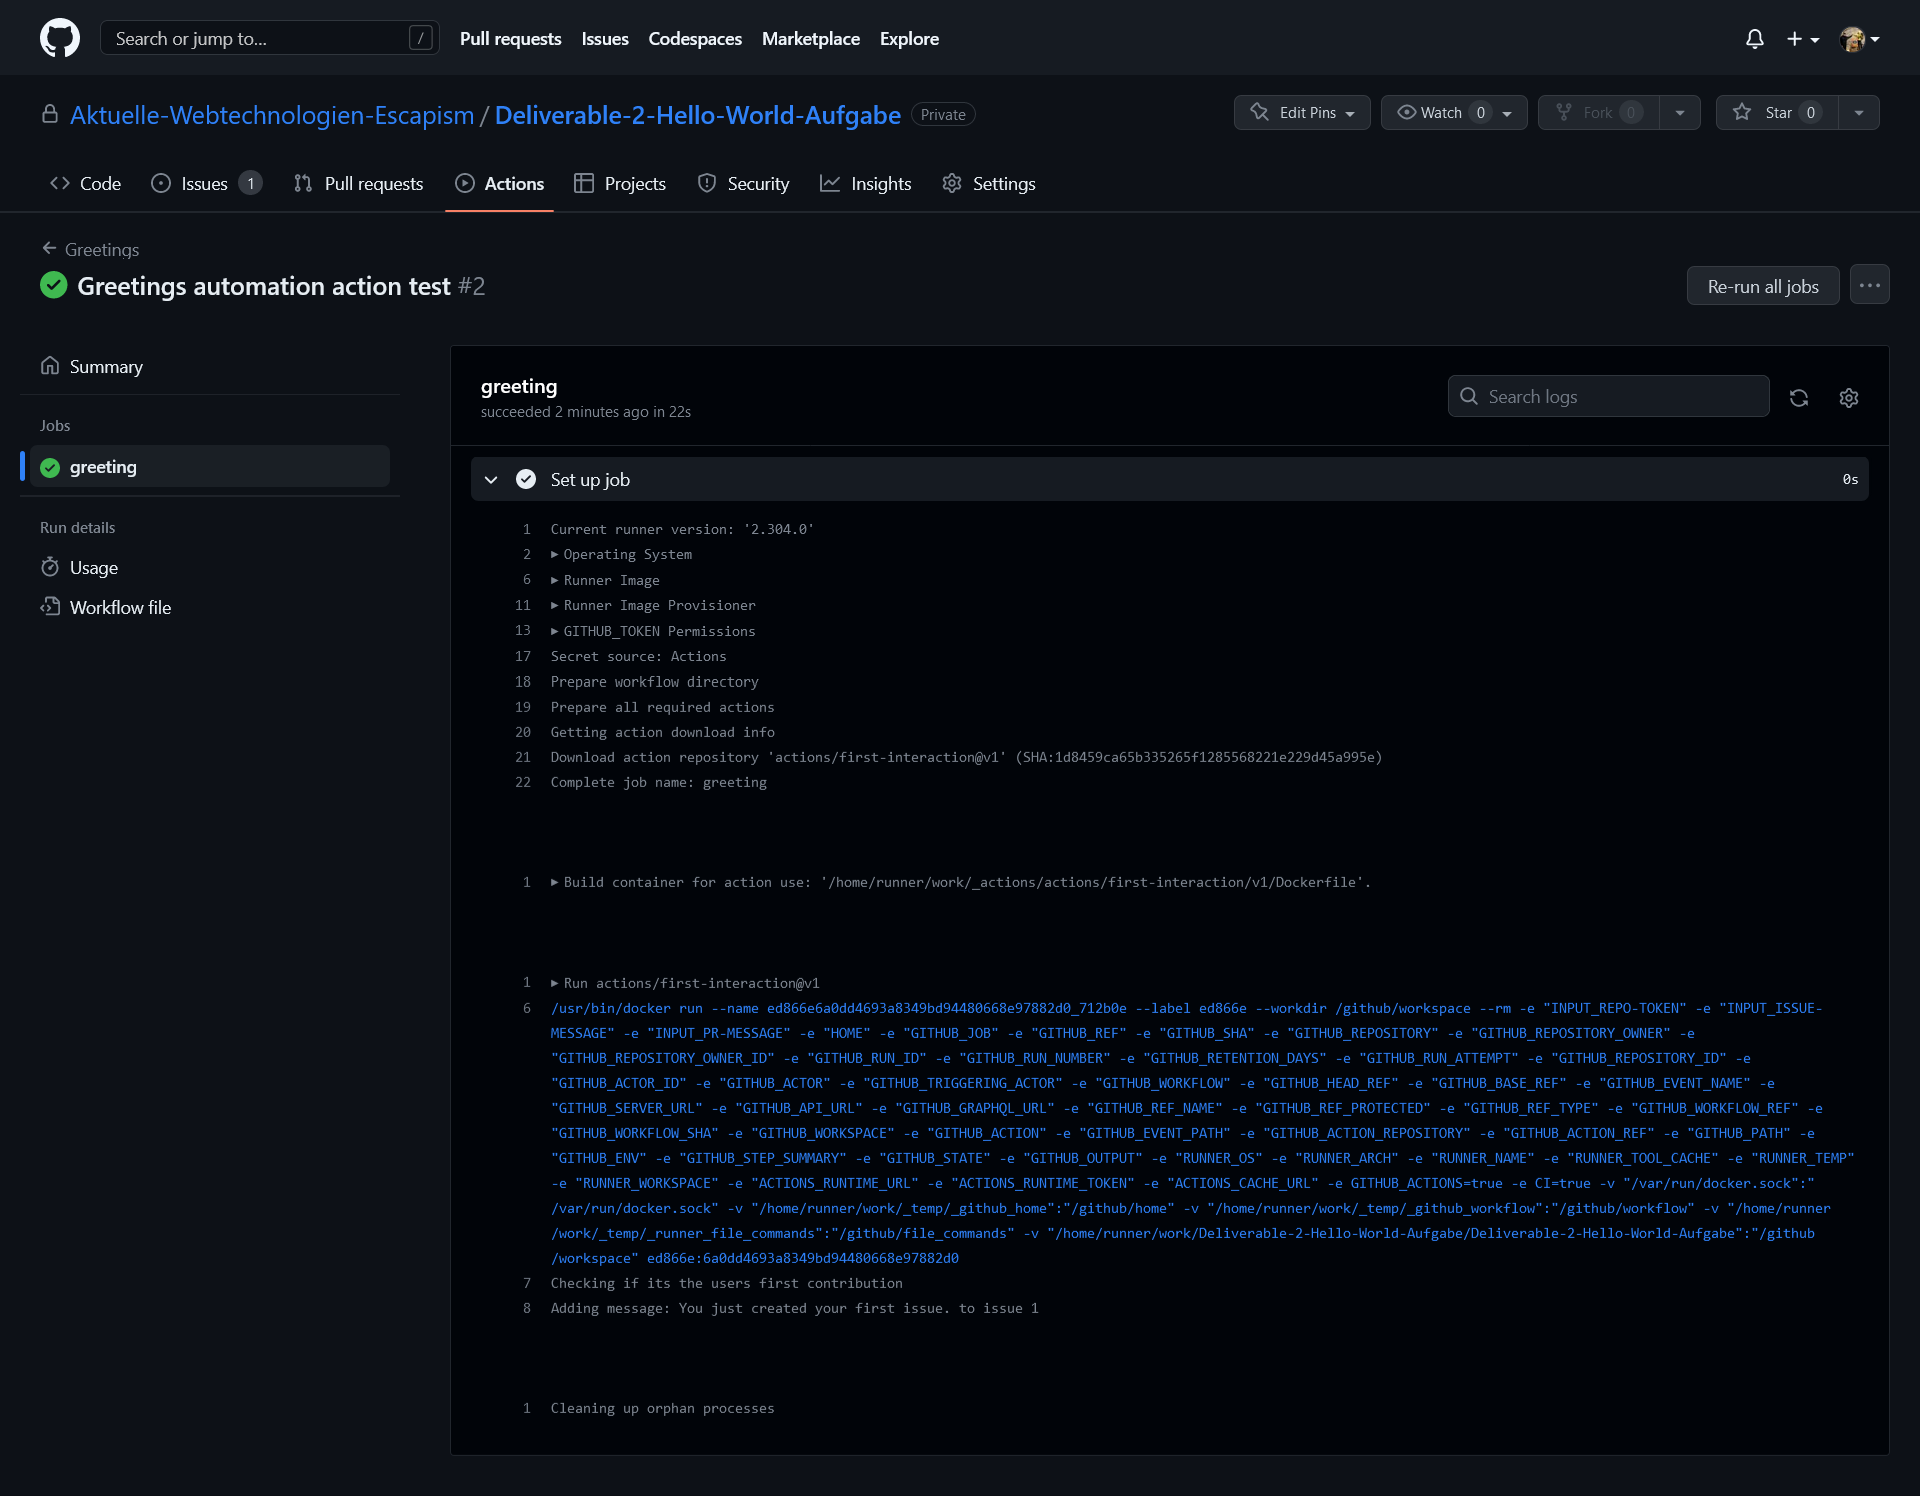 Search or jump to... /
Pull requests Issues Codespaces Marketplace Explore
Aktuelle-Webtechnologien-Escapism / Deliverable-2-Hello-World-Aufgabe Private
Edit Pins Watch 0 Fork 0 Star 0
Code Issues 1 Pull requests Actions Projects Security Insights Settings
Greetings
Greetings automation action test #2
Re-run all jobs
Summary
Jobs
greeting
Run details
Usage
Workflow file
greeting
succeeded 2 minutes ago in 22s
Search logs
Set up job 0s
1 Current runner version: '2.304.0'
2 Operating System
6 Runner Image
11 Runner Image Provisioner
13 GITHUB_TOKEN Permissions
17 Secret source: Actions
18 Prepare workflow directory
19 Prepare all required actions
20 Getting action download info
21 Download action repository 'actions/first-interaction@v1' (SHA:1d8459ca65b335265f1285568221e229d45a995e)
22 Complete job name: greeting
1 Build container for action use: '/home/runner/work/_actions/actions/first-interaction/v1/Dockerfile'.
1 Run actions/first-interaction@v1
6 /usr/bin/docker run --name ed866e6a0dd4693a8349bd94480668e97882d0_712b0e --label ed866e --workdir /github/workspace --rm -e "INPUT_REPO-TOKEN" -e "INPUT_ISSUE-
MESSAGE" -e "INPUT_PR-MESSAGE" -e "HOME" -e "GITHUB_JOB" -e "GITHUB_REF" -e "GITHUB_SHA" -e "GITHUB_REPOSITORY" -e "GITHUB_REPOSITORY_OWNER" -e
"GITHUB_REPOSITORY_OWNER_ID" -e "GITHUB_RUN_ID" -e "GITHUB_RUN_NUMBER" -e "GITHUB_RETENTION_DAYS" -e "GITHUB_RUN_ATTEMPT" -e "GITHUB_REPOSITORY_ID" -e
"GITHUB_ACTOR_ID" -e "GITHUB_ACTOR" -e "GITHUB_TRIGGERING_ACTOR" -e "GITHUB_WORKFLOW" -e "GITHUB_HEAD_REF" -e "GITHUB_BASE_REF" -e "GITHUB_EVENT_NAME" -e
"GITHUB_SERVER_URL" -e "GITHUB_API_URL" -e "GITHUB_GRAPHQL_URL" -e "GITHUB_REF_NAME" -e "GITHUB_REF_PROTECTED" -e "GITHUB_REF_TYPE" -e "GITHUB_WORKFLOW_REF" -e
"GITHUB_WORKFLOW_SHA" -e "GITHUB_WORKSPACE" -e "GITHUB_ACTION" -e "GITHUB_EVENT_PATH" -e "GITHUB_ACTION_REPOSITORY" -e "GITHUB_ACTION_REF" -e "GITHUB_PATH" -e
"GITHUB_ENV" -e "GITHUB_STEP_SUMMARY" -e "GITHUB_STATE" -e "GITHUB_OUTPUT" -e "RUNNER_OS" -e "RUNNER_ARCH" -e "RUNNER_NAME" -e "RUNNER_TOOL_CACHE" -e "RUNNER_TEMP"
-e "RUNNER_WORKSPACE" -e "ACTIONS_RUNTIME_URL" -e "ACTIONS_RUNTIME_TOKEN" -e "ACTIONS_CACHE_URL" -e GITHUB_ACTIONS=true -e CI=true -v "/var/run/docker.sock":"
/var/run/docker.sock" -v "/home/runner/work/_temp/_github_home":"/github/home" -v "/home/runner/work/_temp/_github_workflow":"/github/workflow" -v "/home/runner
/work/_temp/_runner_file_commands":"/github/file_commands" -v "/home/runner/work/Deliverable-2-Hello-World-Aufgabe/Deliverable-2-Hello-World-Aufgabe":"/github
/workspace" ed866e:6a0dd4693a8349bd94480668e97882d0
7 Checking if its the users first contribution
8 Adding message: You just created your first issue. to issue 1
1 Cleaning up orphan processes